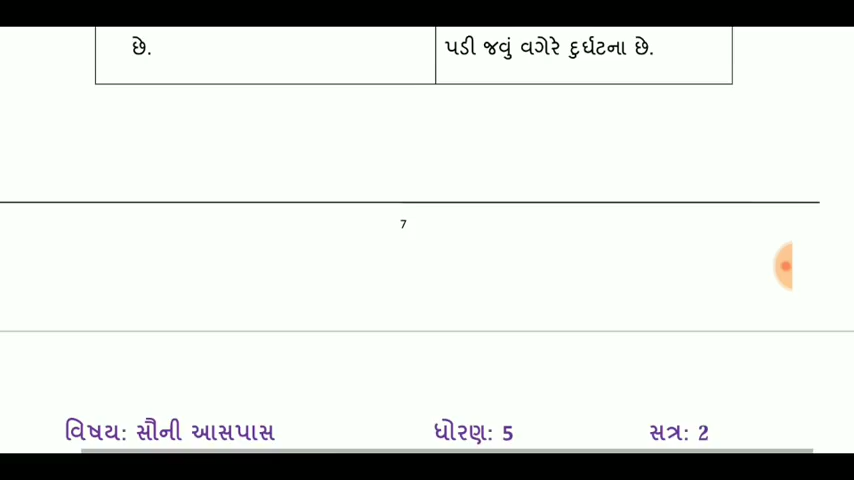 છે.
પડી જવું વગેરે દુર્ઘટના છે.
7
વિષય: સૌની આસપાસ ધોરણ: 5 સત્ર: 2